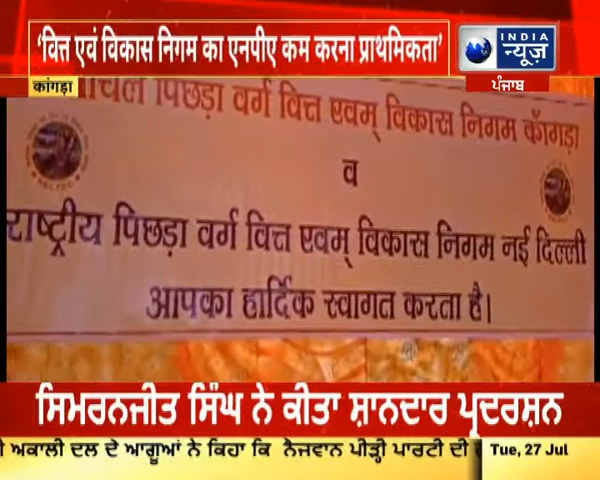 'वित्त एवं विकास निगम का एनपीए कम करना प्राथमिकता'
INDIA
न्यूज़
कांगड़ा
ਪੰਜਾਬ
पिछड़ा वर्ग वित्त एवम् विकास निगम काँगड़ा
व
राष्ट्रीय पिछड़ा वर्ग वित्त एवम् विकास निगम नई दिल्ली
आपका हार्दिक स्वागत करता है।
ਸਿਮਰਨਜੀਤ ਸਿੰਘ ਨੇ ਕੀਤਾ ਸ਼ਾਨਦਾਰ ਪ੍ਰਦਰਸ਼ਨ
ਅਕਾਲੀ ਦਲ ਦੇ ਆਗੂਆਂ ਨੇ ਕਿਹਾ ਕਿ ਨੌਜਵਾਨ ਪੀੜ੍ਹੀ ਪਾਰਟੀ ਦੀ
Tue, 27 Jul